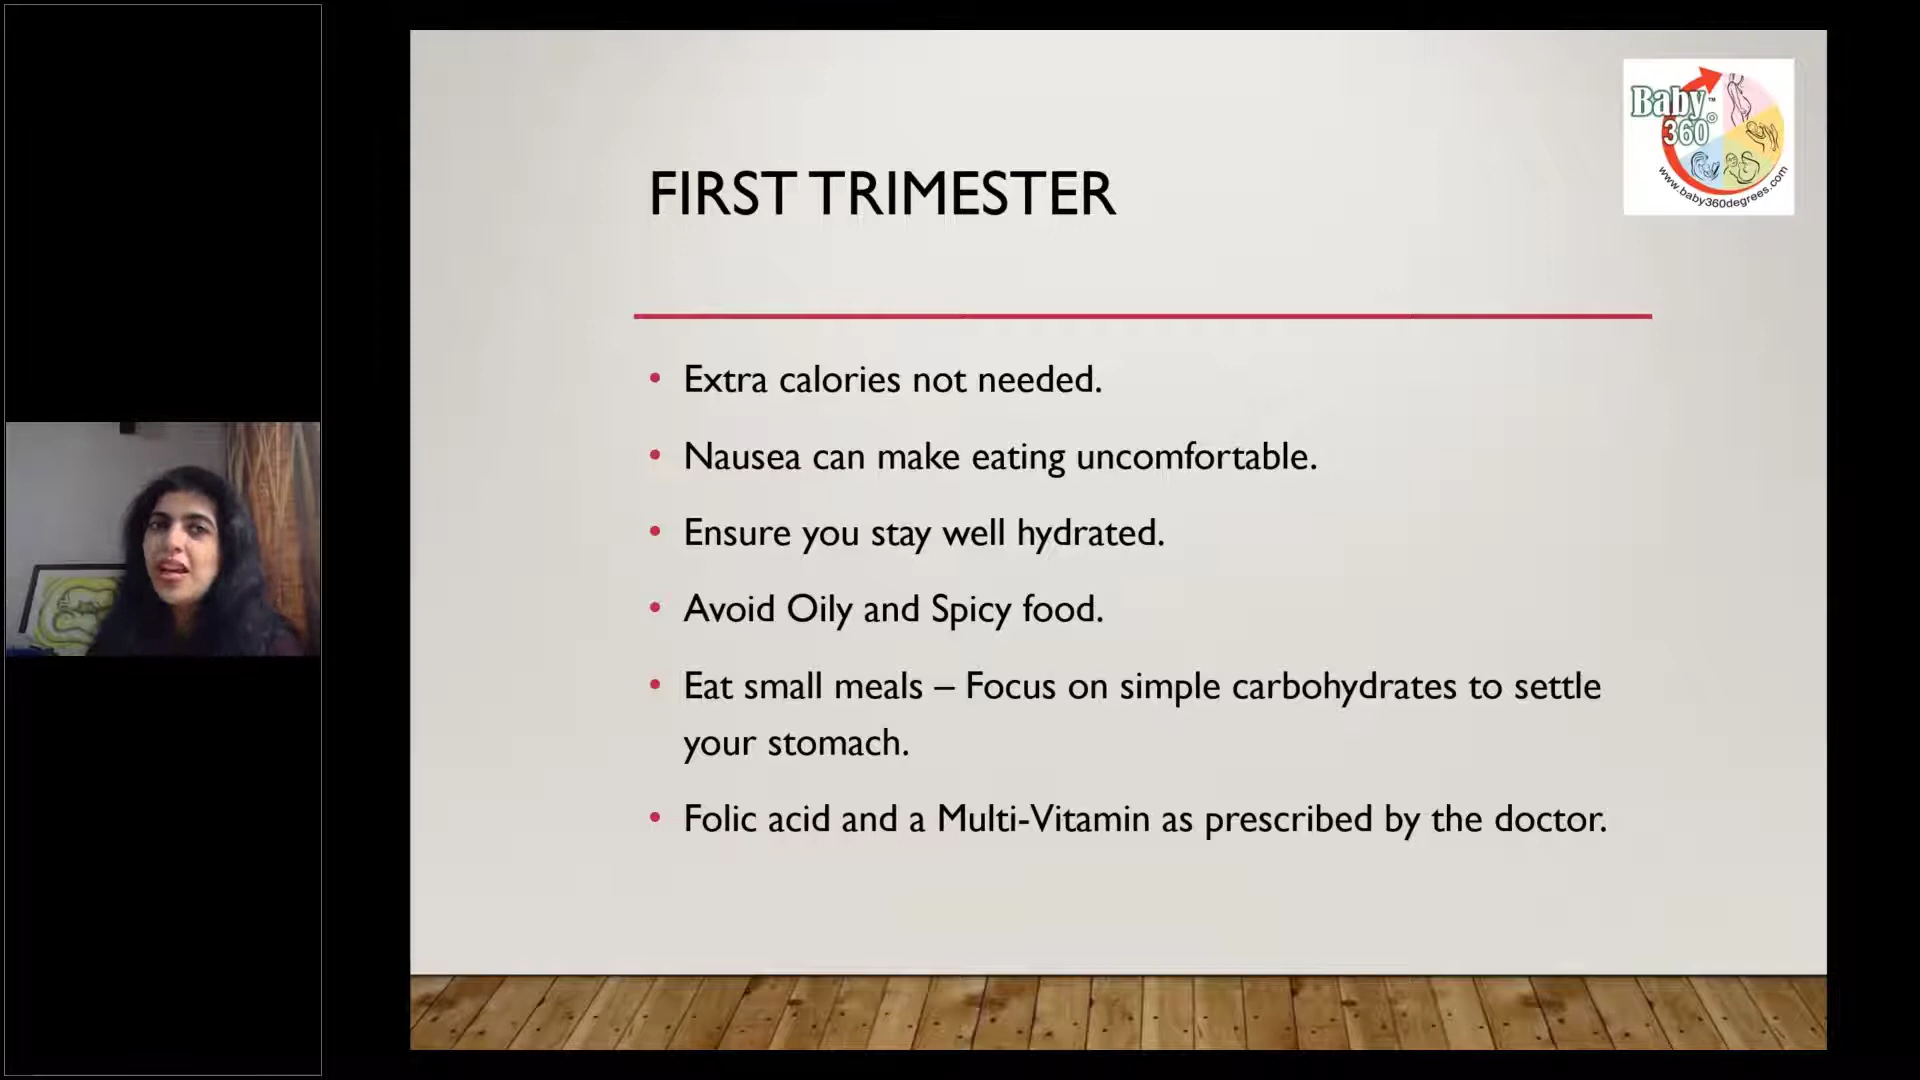 Baby™
360°
www.baby360degrees.com
FIRST TRIMESTER
• Extra calories not needed.
• Nausea can make eating uncomfortable.
• Ensure you stay well hydrated.
• Avoid Oily and Spicy food.
• Eat small meals – Focus on simple carbohydrates to settle
your stomach.
• Folic acid and a Multi-Vitamin as prescribed by the doctor.